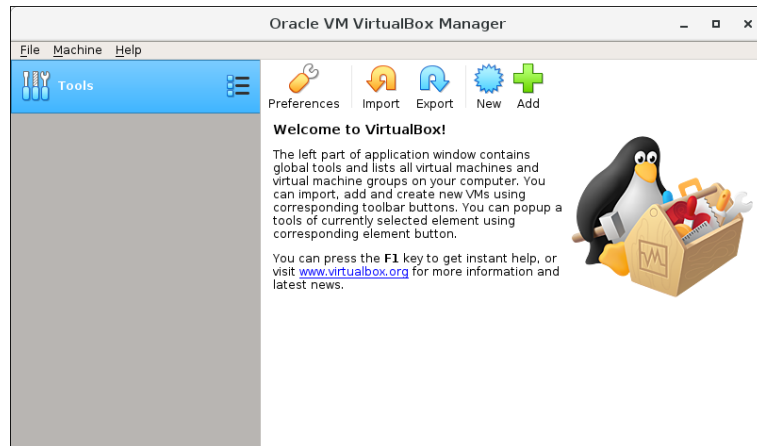 Oracle VM VirtualBox Manager
File Machine Help
Tools
Preferences Import Export New Add
Welcome to VirtualBox!
The left part of application window contains
global tools and lists all virtual machines and
virtual machine groups on your computer. You
can import, add and create new VMs using
corresponding toolbar buttons. You can popup a
tools of currently selected element using
corresponding element button.
You can press the F1 key to get instant help, or
visit www.virtualbox.org for more information and
latest news.